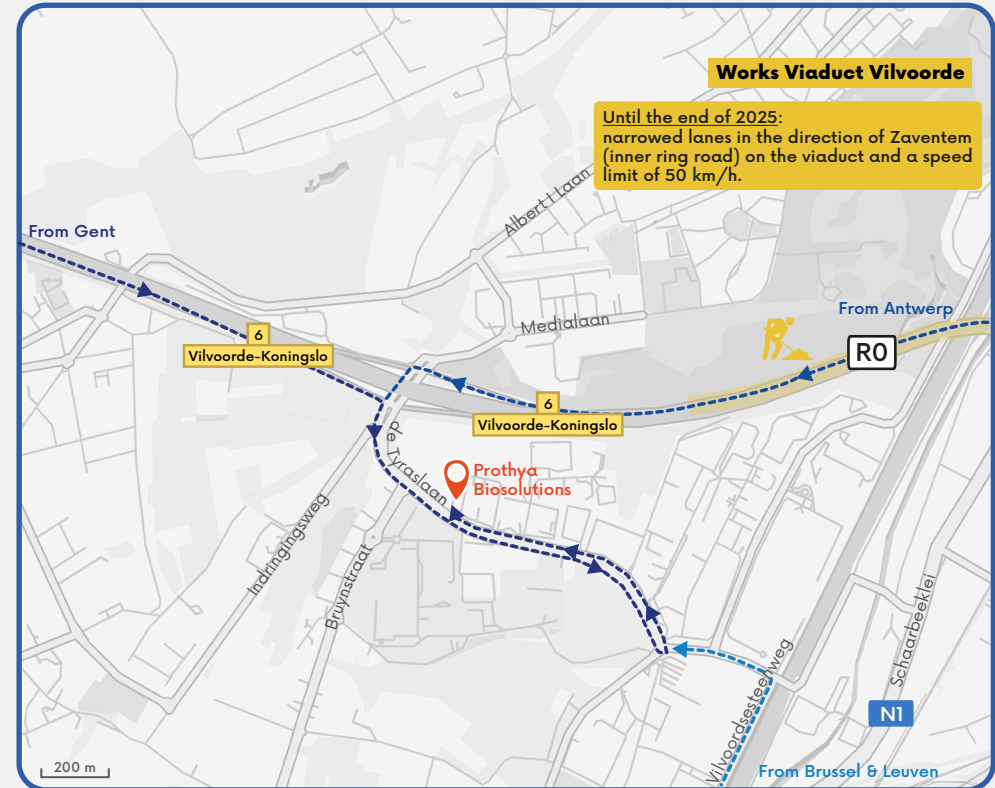 Works Viaduct Vilvoorde
Until the end of 2025:
narrowed lanes in the direction of Zaventem
(inner ring road) on the viaduct and a speed
limit of 50 km/h.
Albert I Laan
From Gent
From Antwerp
Medialaan
R0
6
Vilvoorde-Koningslo
6
Vilvoorde-Koningslo
de Tyraslaan
Prothya
Biosolutions
Indringingsweg
Bruynstraat
Schaarbeeklei
Vilvoordsesteenweg
N1
200 m
From Brussel & Leuven